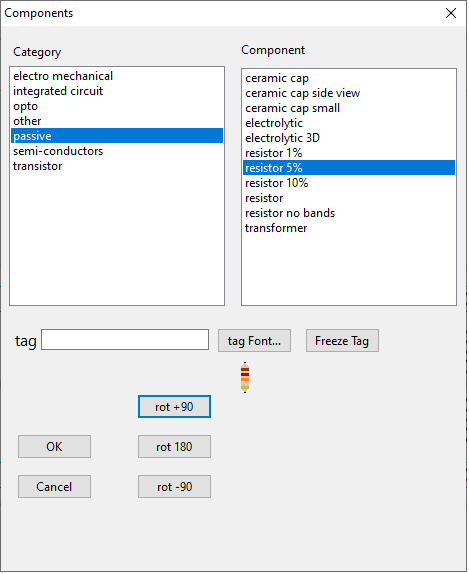 Components
Category
Component
electro mechanical
integrated circuit
opto
other
passive
semi-conductors
transistor
ceramic cap
ceramic cap side view
ceramic cap small
electrolytic
electrolytic 3D
resistor 1%
resistor 5%
resistor 10%
resistor
resistor no bands
transformer
tag
tag Font...
Freeze Tag
rot +90
OK
rot 180
Cancel
rot -90